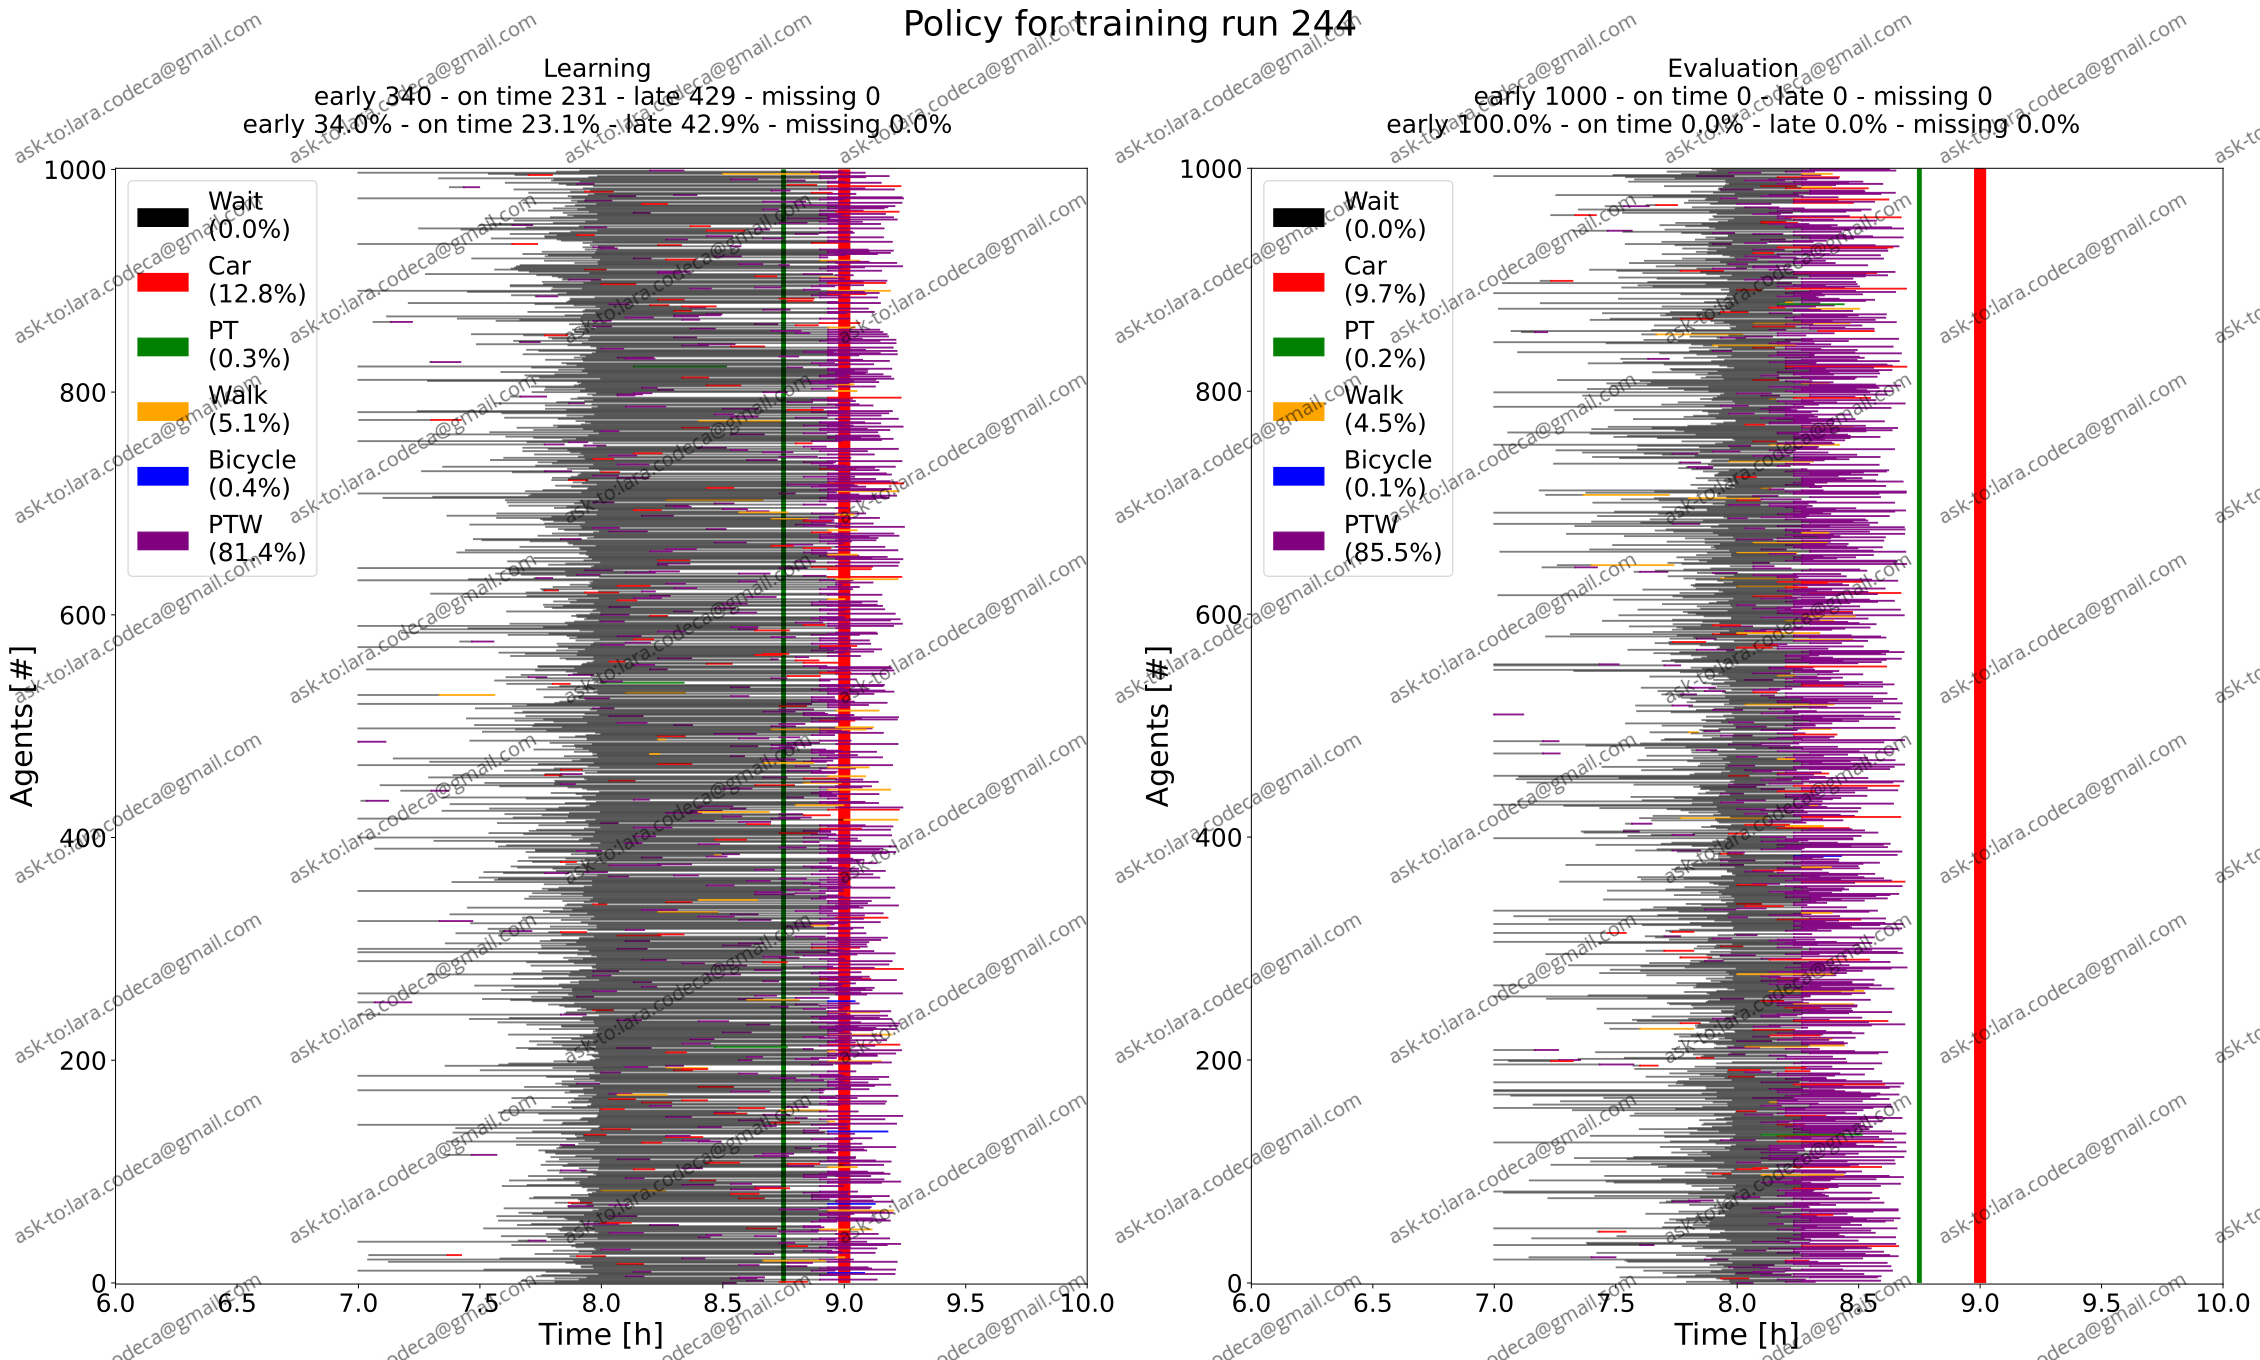 Policy for training run 244
Learning
early 340 - on time 231 - late 429 - missing 0
early 34.0% - on time 23.1% - late 42.9% - missing 0.0%
Agents [#]
1000
800
600
400
200
0
Wait
(0.0%)
Car
(12.8%)
PT
(0.3%)
Walk
(5.1%)
Bicycle
(0.4%)
PTW
(81.4%)
6.0 6.5 7.0 7.5 8.0 8.5 9.0 9.5 10.0
Time [h]
Evaluation
early 1000 - on time 0 - late 0 - missing 0
early 100.0% - on time 0.0% - late 0.0% - missing 0.0%
Agents [#]
1000
800
600
400
200
0
Wait
(0.0%)
Car
(9.7%)
PT
(0.2%)
Walk
(4.5%)
Bicycle
(0.1%)
PTW
(85.5%)
6.0 6.5 7.0 7.5 8.0 8.5 9.0 9.5 10.0
Time [h]
ask-to:lara.codeca@gmail.com